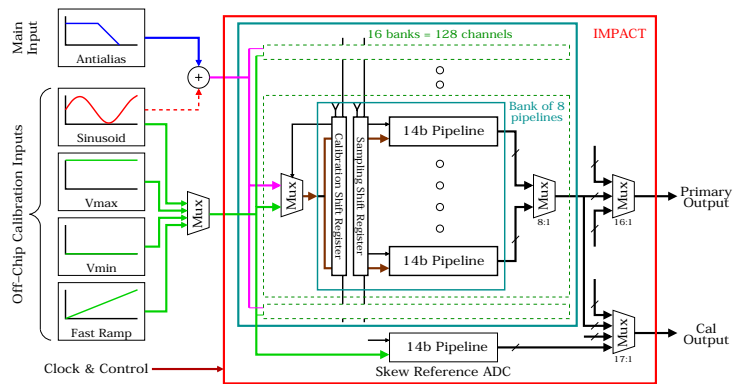 Main
Input
Antialias
16 banks = 128 channels
IMPACT
+
Off–Chip Calibration Inputs
Sinusoid
Vmax
Vmin
Fast Ramp
Mux
Mux
Calibration Shift Register
Sampling Shift Register
Bank of 8
pipelines
14b Pipeline
14b Pipeline
Mux
8:1
Mux
16:1
Primary
Output
14b Pipeline
Skew Reference ADC
Mux
17:1
Cal
Output
Clock & Control